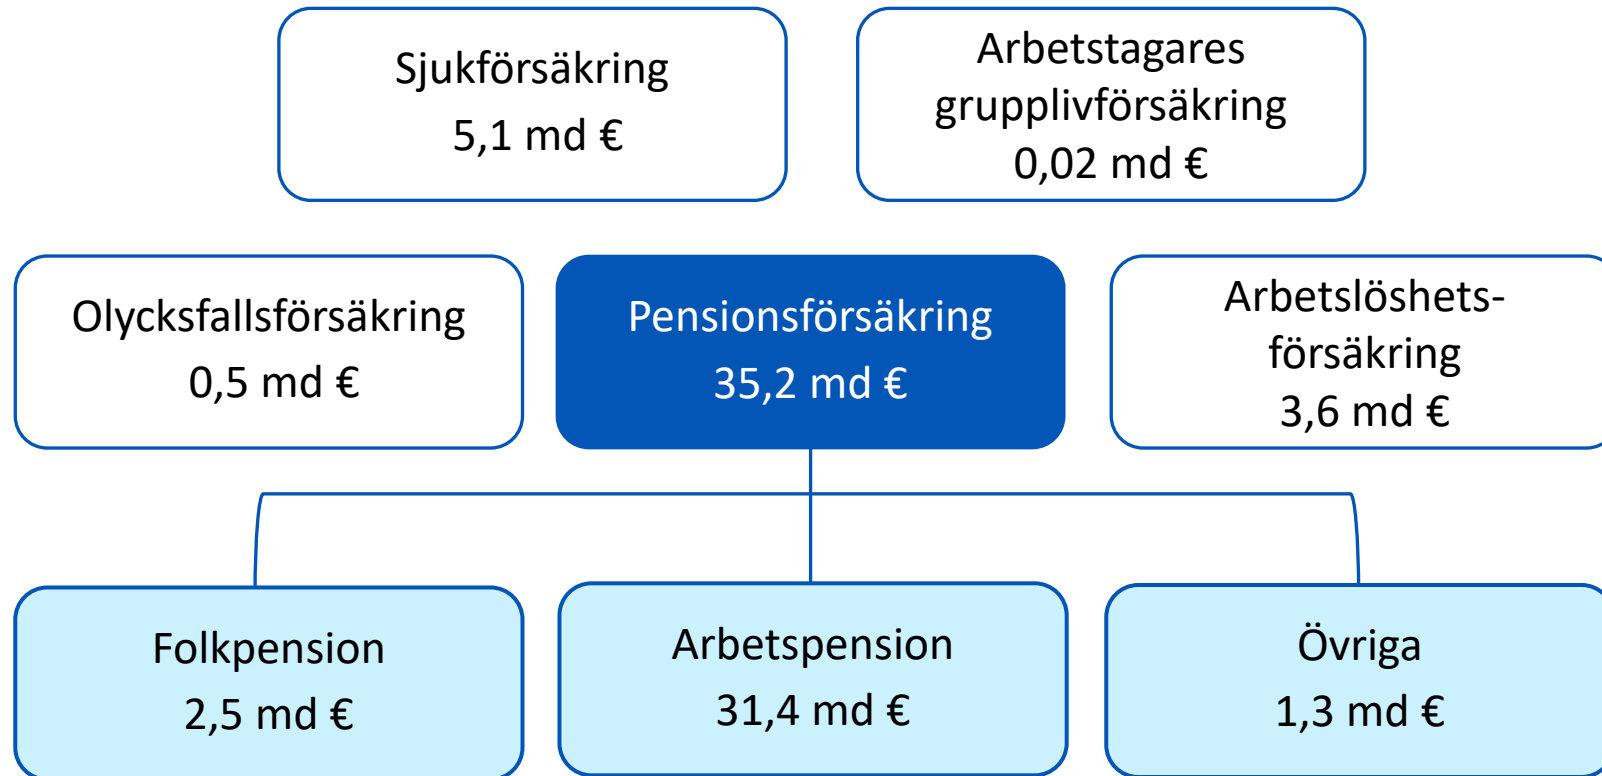 Sjukförsäkring
5,1 md €
Arbetstagares
grupplivförsäkring
0,02 md €
Olycksfallsförsäkring
0,5 md €
Pensionsförsäkring
35,2 md €
Arbetslöshets-
försäkring
3,6 md €
Folkpension
2,5 md €
Arbetspension
31,4 md €
Övriga
1,3 md €